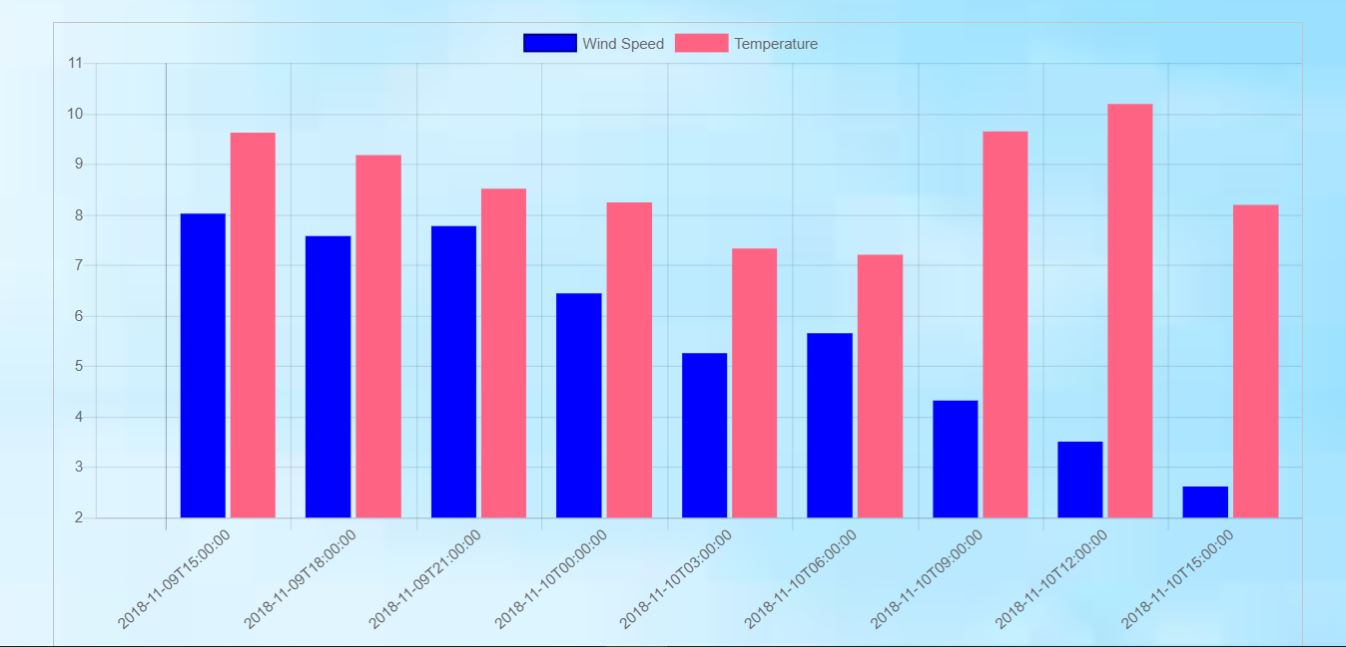 Wind Speed Temperature
11
10
9
8
7
6
5
4
3
2
2018-11-09T15:00:00
2018-11-09T18:00:00
2018-11-09T21:00:00
2018-11-10T00:00:00
2018-11-10T03:00:00
2018-11-10T06:00:00
2018-11-10T09:00:00
2018-11-10T12:00:00
2018-11-10T15:00:00